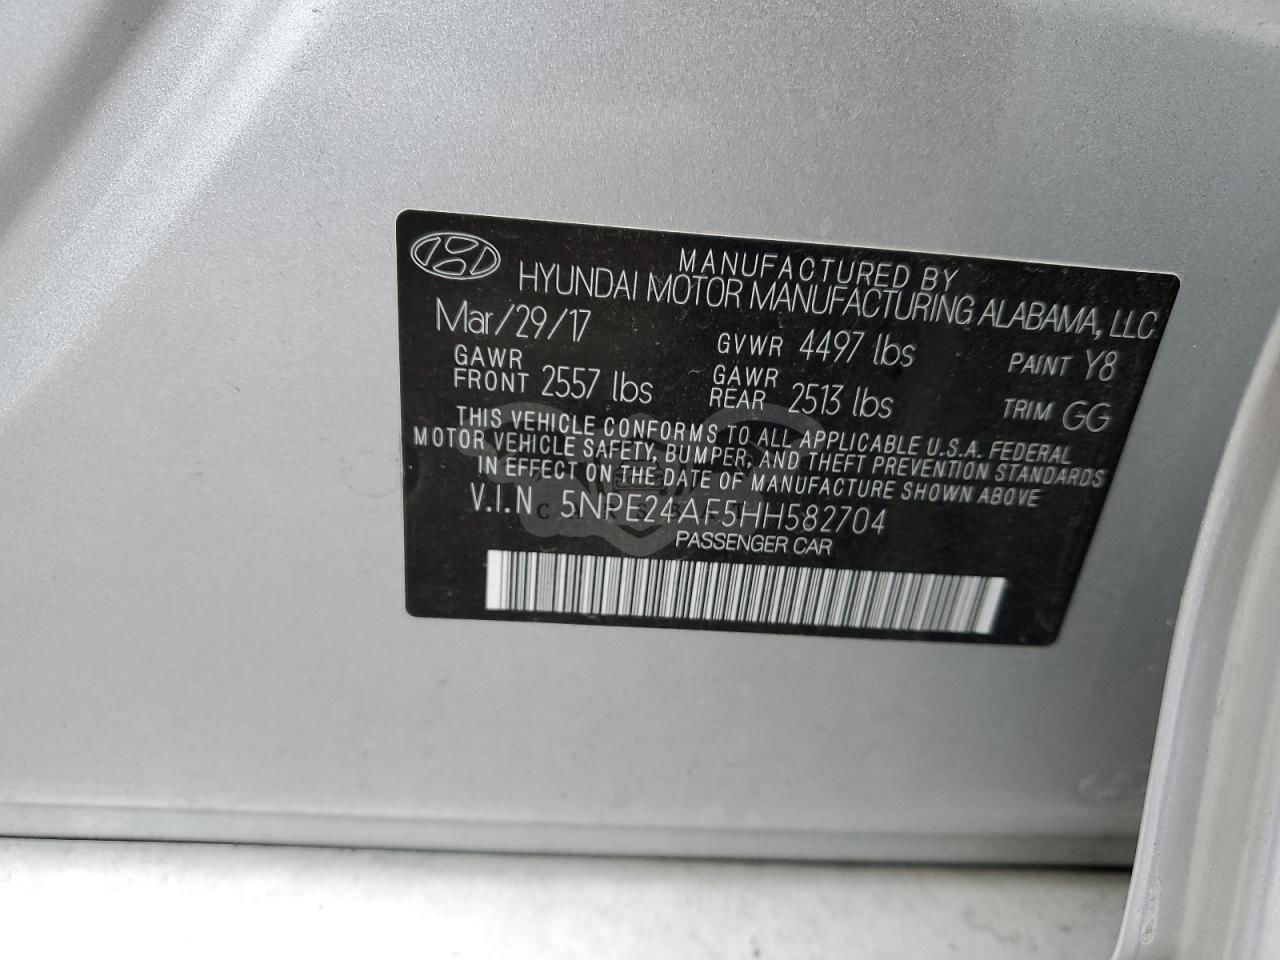 MANUFACTURED BY
HYUNDAI MOTOR MANUFACTURING ALABAMA, LLC
Mar/29/17 GVWR 4497 lbs PAINT Y8
GAWR FRONT 2557 lbs GAWR REAR 2513 lbs TRIM GG
THIS VEHICLE CONFORMS TO ALL APPLICABLE U.S.A. FEDERAL
MOTOR VEHICLE SAFETY, BUMPER, AND THEFT PREVENTION STANDARDS
IN EFFECT ON THE DATE OF MANUFACTURE SHOWN ABOVE
V.I.N 5NPE24AF5HH582704
PASSENGER CAR